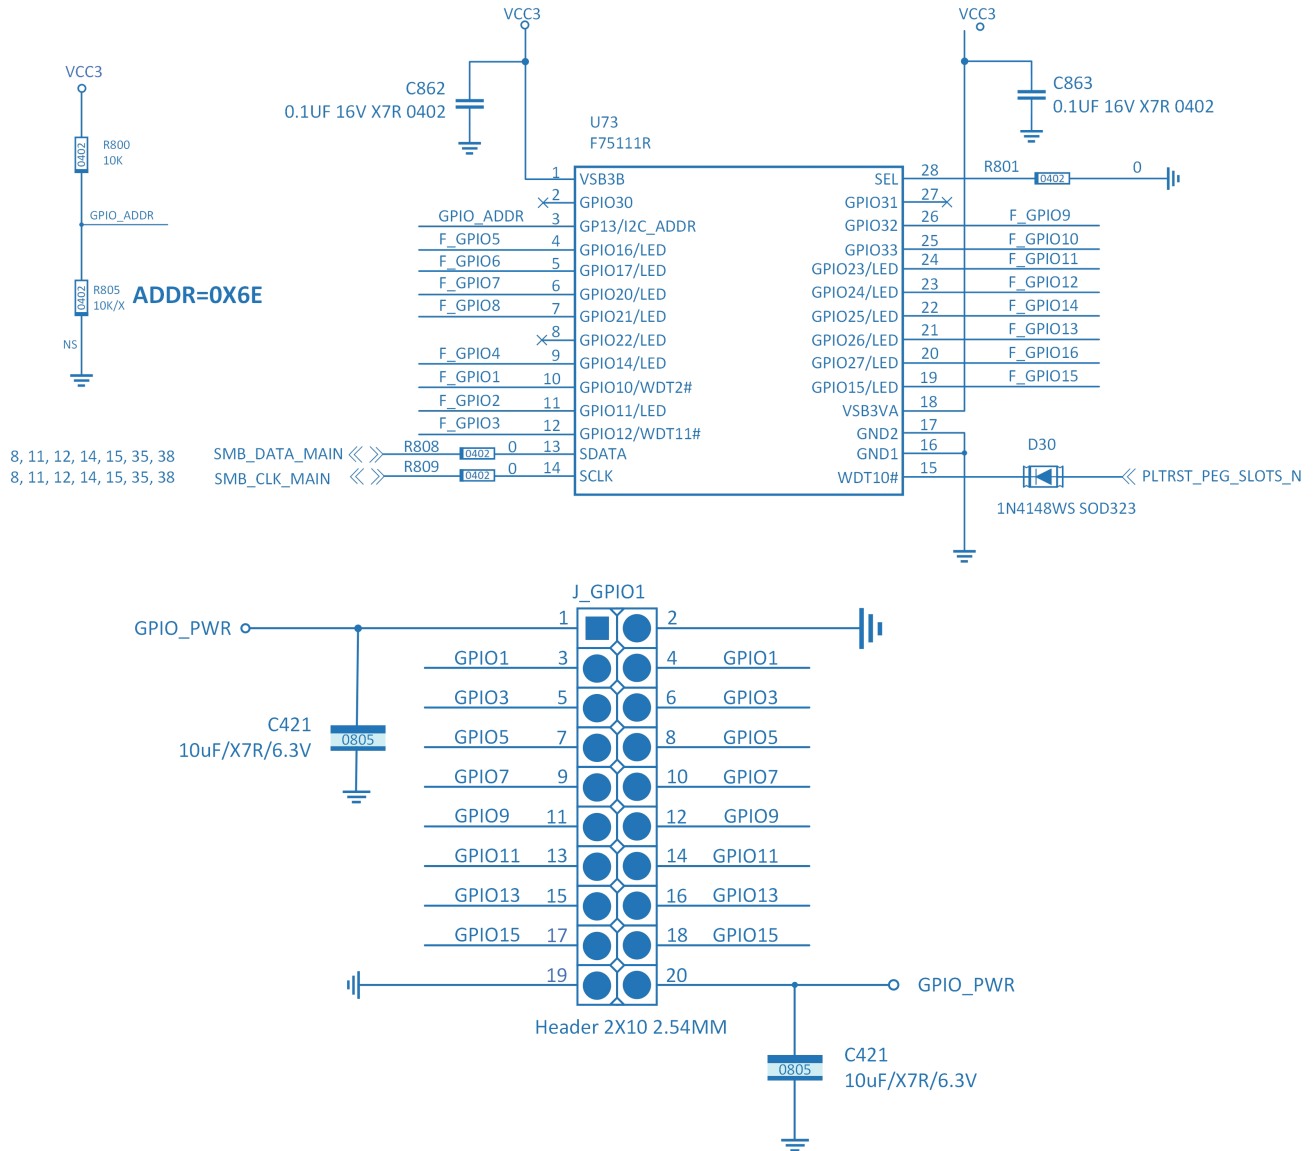 VCC3
VCC3
VCC3
C862
0.1UF 16V X7R 0402
C863
0.1UF 16V X7R 0402
0402
R800
10K
GPIO_ADDR
0402
R805
10K/X
ADDR=0X6E
NS
U73
F75111R
1 VSB3B
2 GPIO30
GPIO_ADDR 3 GP13/I2C_ADDR
F_GPIO5 4 GPIO16/LED
F_GPIO6 5 GPIO17/LED
F_GPIO7 6 GPIO20/LED
F_GPIO8 7 GPIO21/LED
8 GPIO22/LED
F_GPIO4 9 GPIO14/LED
F_GPIO1 10 GPIO10/WDT2#
F_GPIO2 11 GPIO11/LED
F_GPIO3 12 GPIO12/WDT11#
8, 11, 12, 14, 15, 35, 38 SMB_DATA_MAIN R808 0402 0 13 SDATA
8, 11, 12, 14, 15, 35, 38 SMB_CLK_MAIN R809 0402 0 14 SCLK
SEL 28 R801 0402 0
GPIO31 27
GPIO32 26 F_GPIO9
GPIO33 25 F_GPIO10
GPIO23/LED 24 F_GPIO11
GPIO24/LED 23 F_GPIO12
GPIO25/LED 22 F_GPIO14
GPIO26/LED 21 F_GPIO13
GPIO27/LED 20 F_GPIO16
GPIO15/LED 19 F_GPIO15
VSB3VA 18
GND2 17
GND1 16
WDT10# 15
D30
PLTRST_PEG_SLOTS_N
1N4148WS SOD323
J_GPIO1
GPIO_PWR 1 2
GPIO1 3 4 GPIO1
GPIO3 5 6 GPIO3
GPIO5 7 8 GPIO5
GPIO7 9 10 GPIO7
GPIO9 11 12 GPIO9
GPIO11 13 14 GPIO11
GPIO13 15 16 GPIO13
GPIO15 17 18 GPIO15
19 20 GPIO_PWR
C421
10uF/X7R/6.3V
0805
Header 2X10 2.54MM
0805
C421
10uF/X7R/6.3V